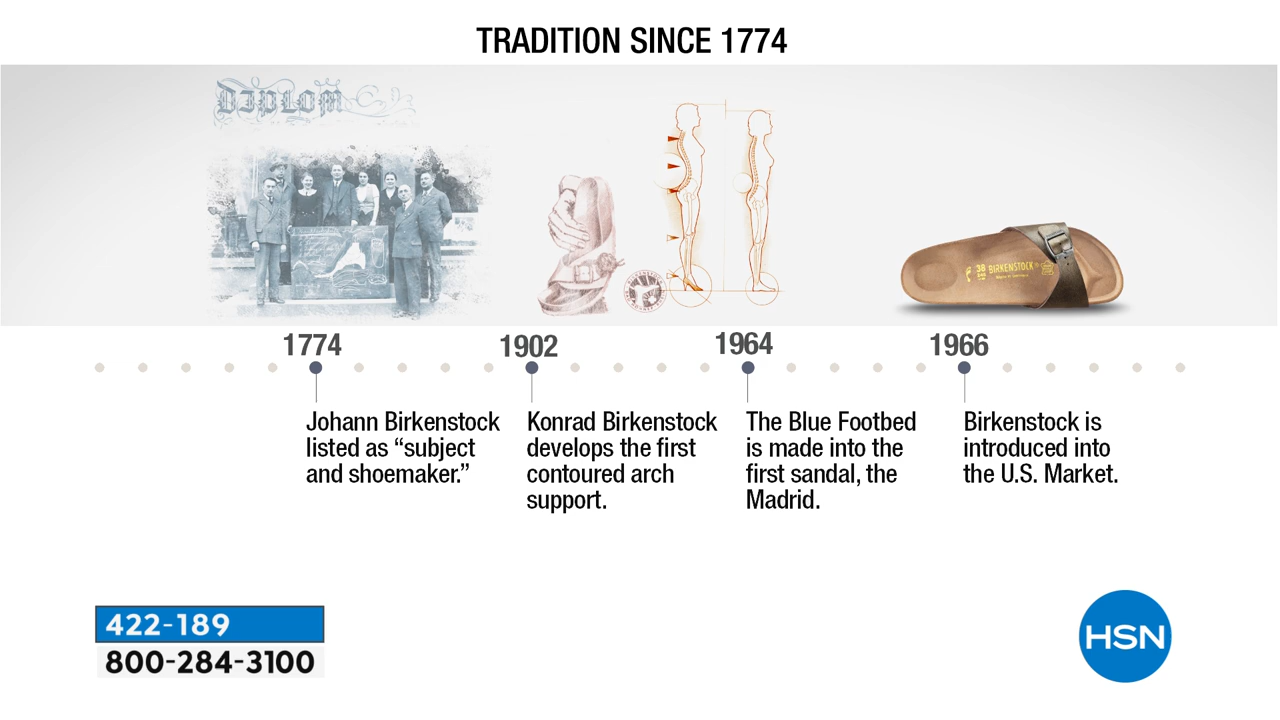 TRADITION SINCE 1774
Diplom
38
BIRKENSTOCK
1774
1902
1964
1966
Johann Birkenstock
listed as “subject
and shoemaker.”
Konrad Birkenstock
develops the first
contoured arch
support.
The Blue Footbed
is made into the
first sandal, the
Madrid.
Birkenstock is
introduced into
the U.S. Market.
422-189
800-284-3100
HSN